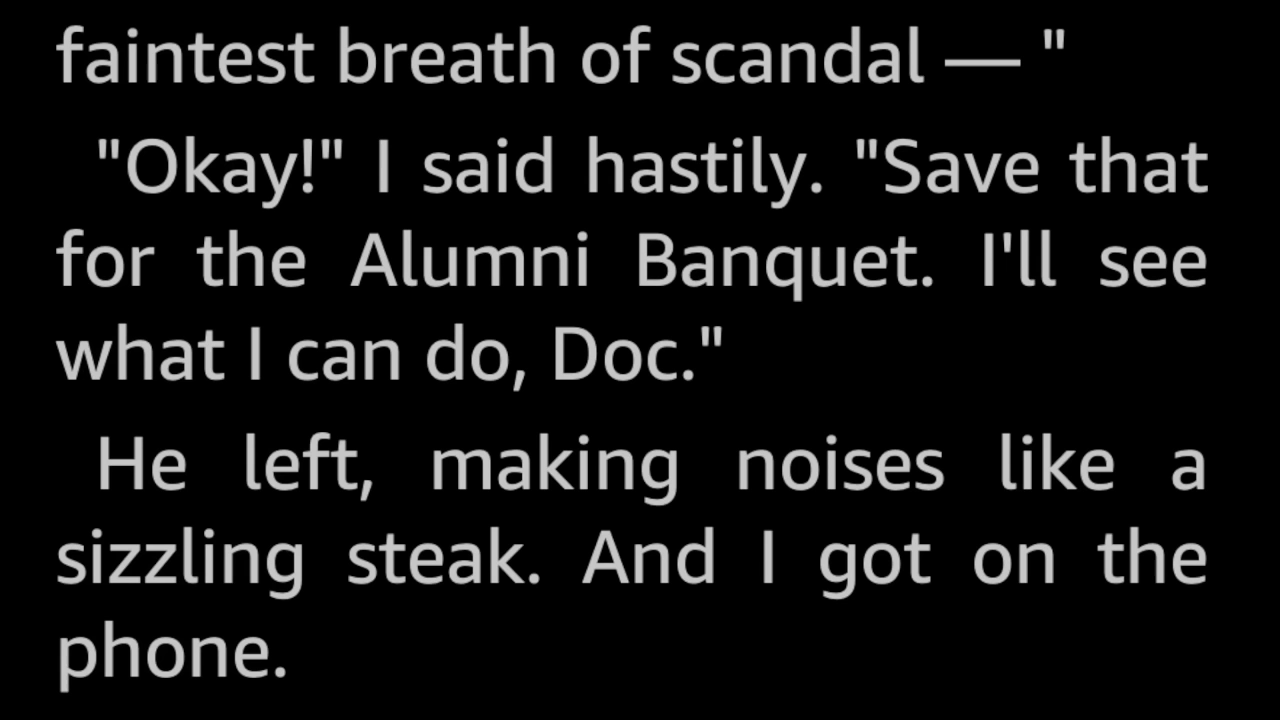 faintest breath of scandal — "
"Okay!" I said hastily. "Save that
for the Alumni Banquet. I'll see
what I can do, Doc."
He left, making noises like a
sizzling steak. And I got on the
phone.